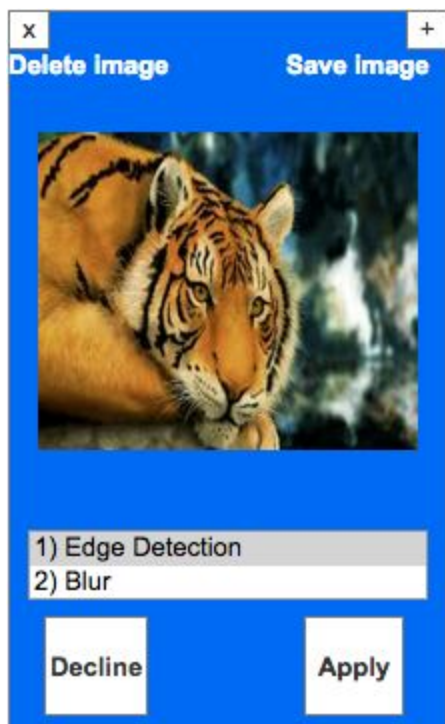 x +
Delete image Save image
1) Edge Detection
2) Blur
Decline Apply